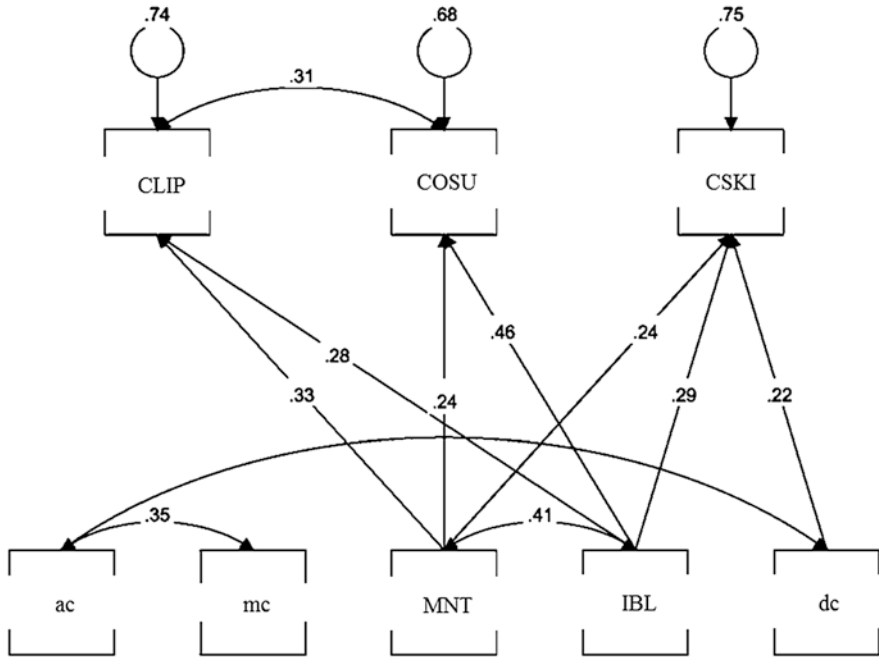 .74 .68 .75
.31
CLIP COSU CSKI
.46 .24
.28
.33 .24 .29 .22
.35 .41
ac mc MNT IBL dc